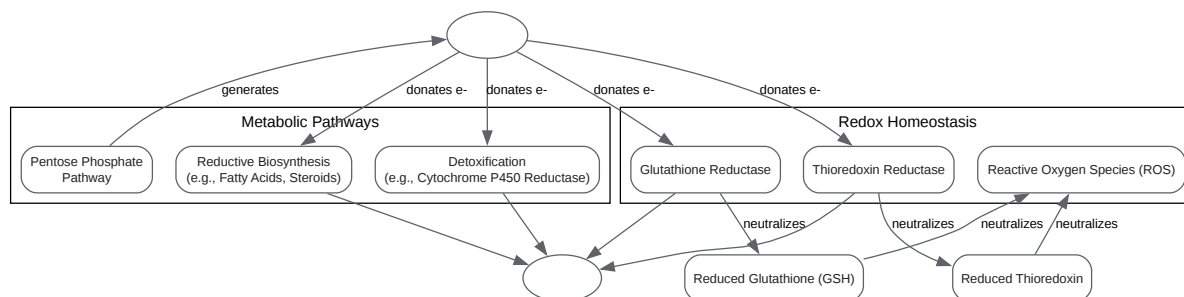 generates
donates e-
donates e-
donates e-
donates e-
Metabolic Pathways
Redox Homeostasis
Pentose Phosphate
Pathway
Reductive Biosynthesis
(e.g., Fatty Acids, Steroids)
Detoxification
(e.g., Cytochrome P450 Reductase)
Glutathione Reductase
Thioredoxin Reductase
Reactive Oxygen Species (ROS)
neutralizes
neutralizes
neutralizes
neutralizes
Reduced Glutathione (GSH)
Reduced Thioredoxin